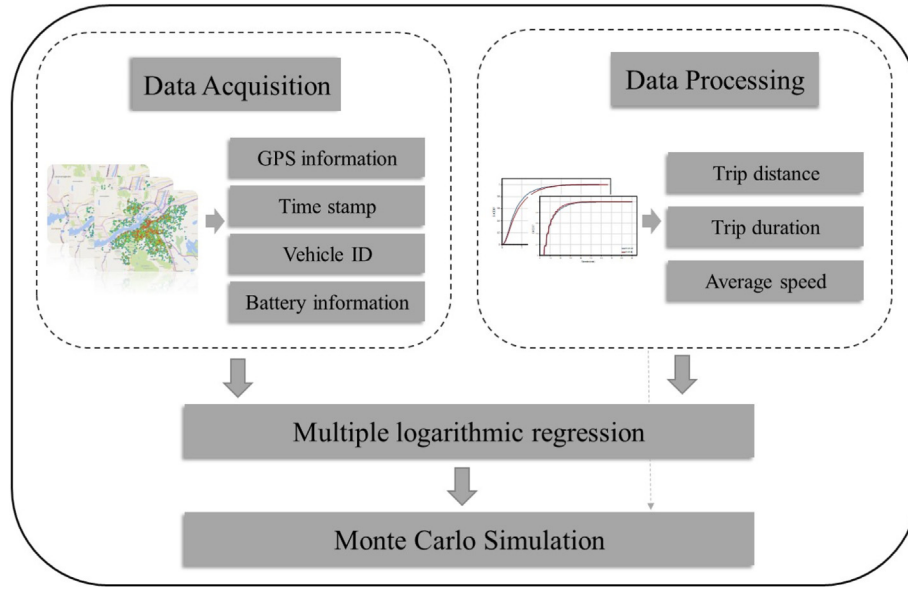 Data Acquisition
GPS information
Time stamp
Vehicle ID
Battery information
Data Processing
Trip distance
Trip duration
Average speed
Multiple logarithmic regression
Monte Carlo Simulation